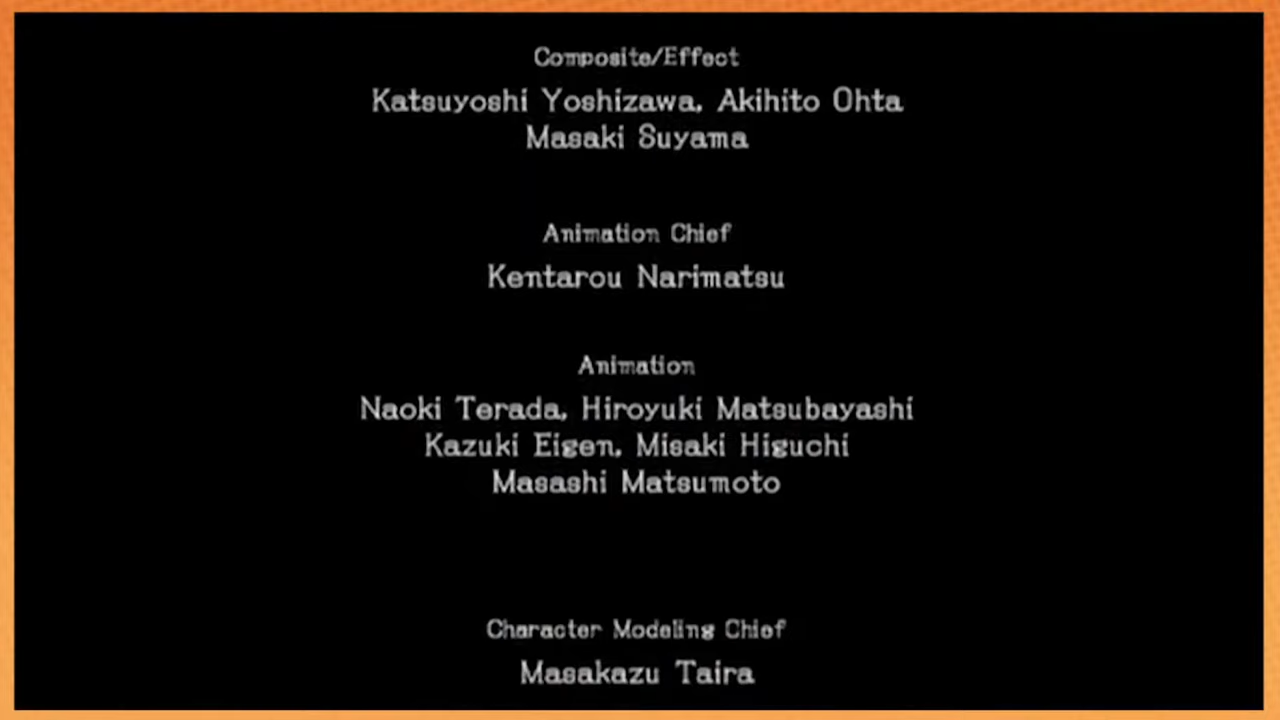 Composite/Effect
Katsuyoshi Yoshizawa, Akihito Ohta
Masaki Suyama
Animation Chief
Kentarou Narimatsu
Animation
Naoki Terada, Hiroyuki Matsubayashi
Kazuki Eigen, Misaki Higuchi
Masashi Matsumoto
Character Modeling Chief
Masakazu Taira